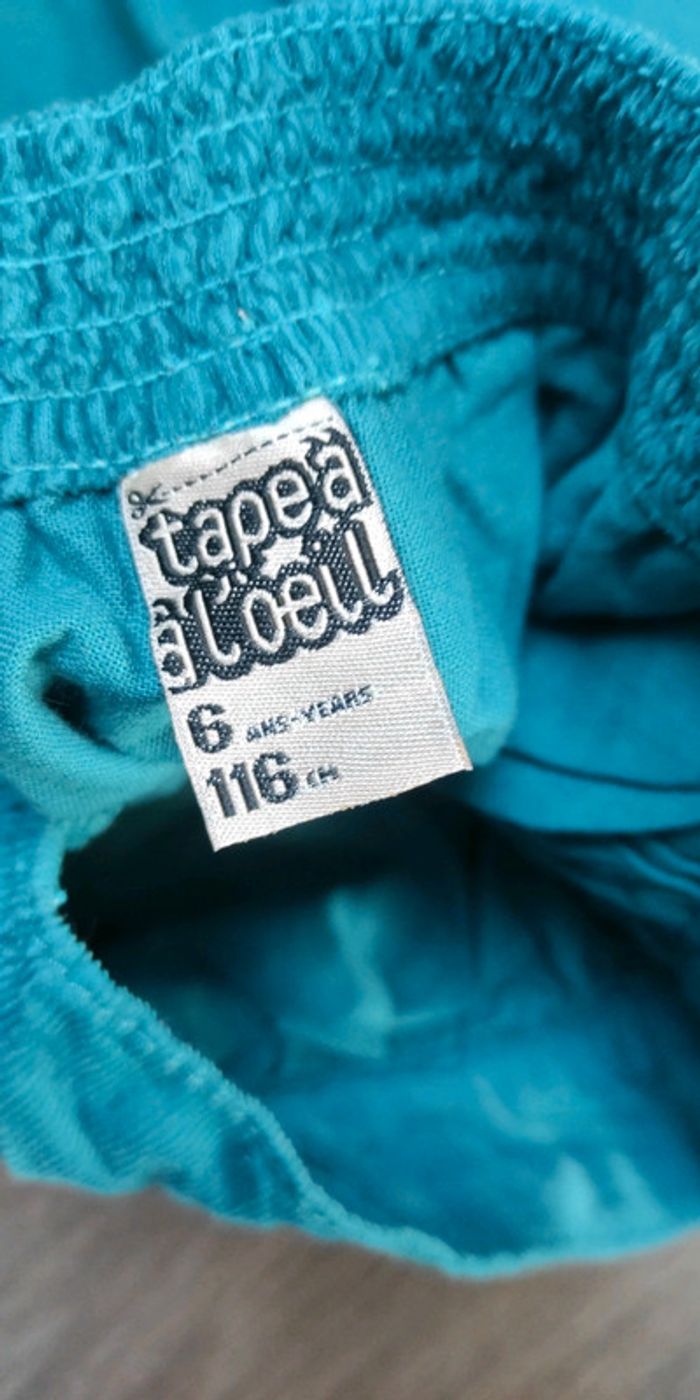 tape à
à l'oeil
6 ANS-YEARS
116 CM